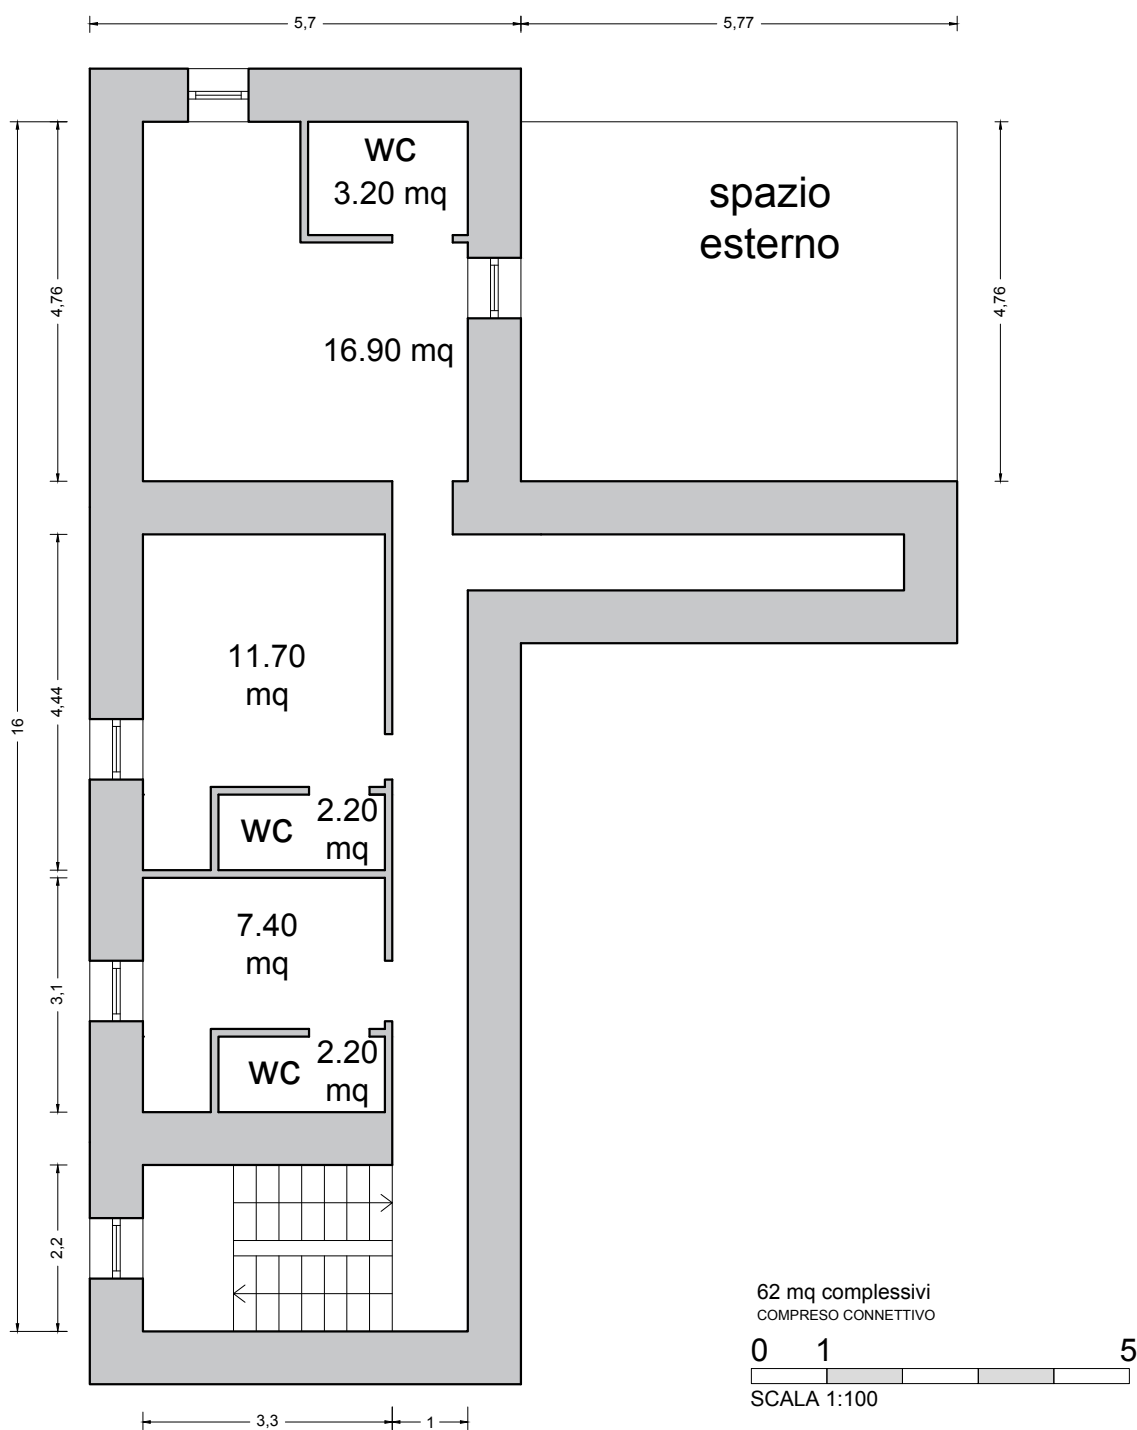 5,7
5,77
wc
3.20 mq
spazio
esterno
4,76
16
4,76
16.90 mq
11.70
mq
4,44
wc
2.20
mq
7.40
mq
3,1
wc
2.20
mq
2,2
62 mq complessivi
COMPRESO CONNETTIVO
0 1 5
SCALA 1:100
3,3
1